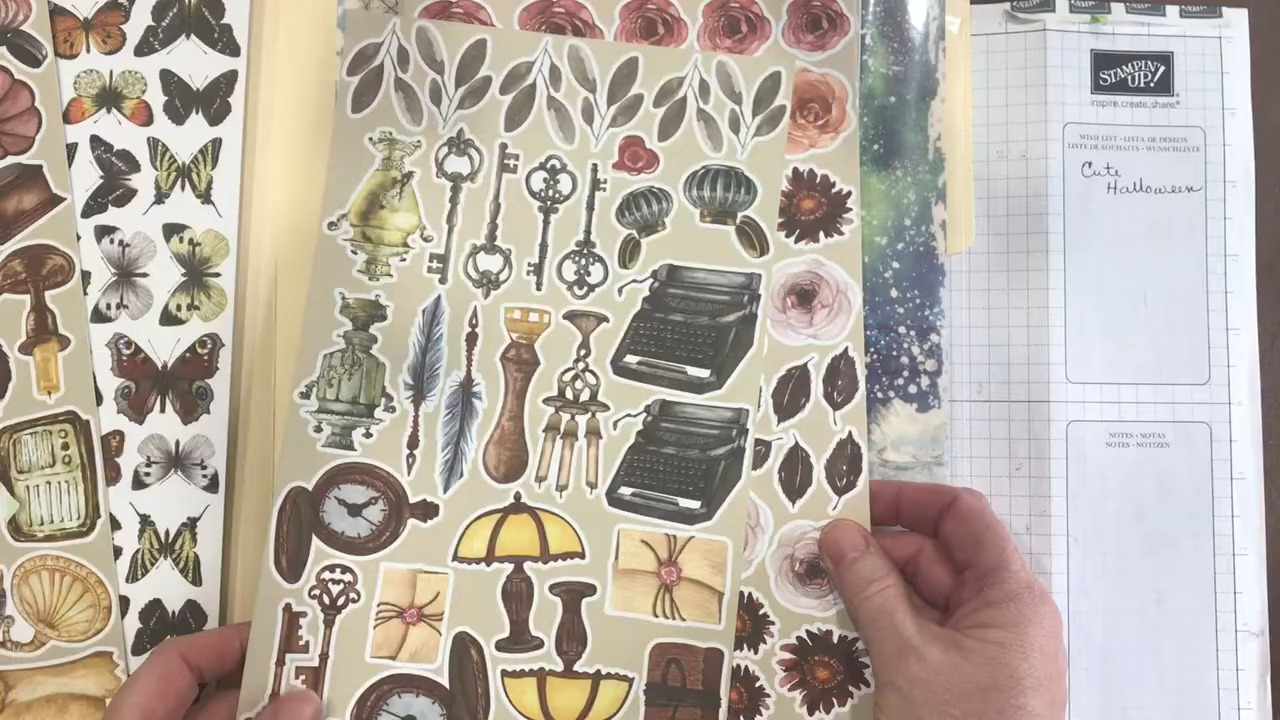 STAMPIN' UP!
inspire.create.share.
WISH LIST • LISTA DE DESEOS
LISTE DE SOUHAITS • WUNSCHLISTE
Cute
Halloween
NOTES • NOTAS
NOTES • NOTIZEN